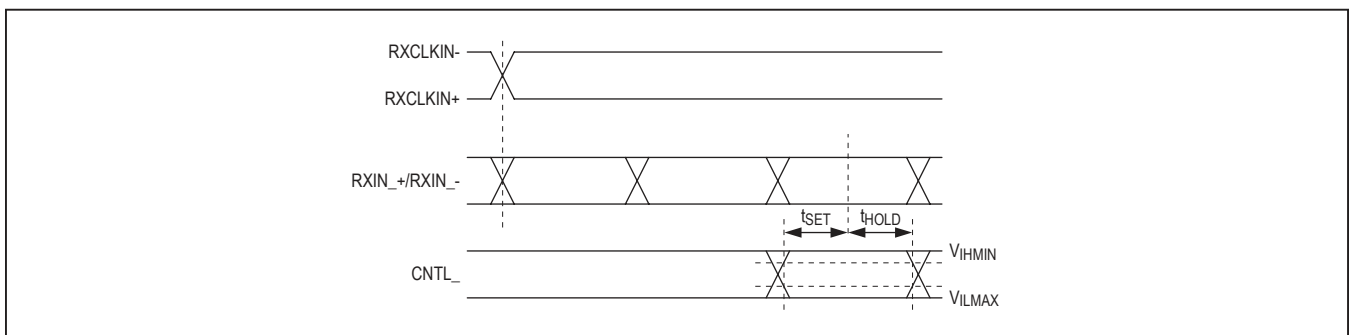 RXCLKIN-
RXCLKIN+
RXIN_+/RXIN_-
tSET tHOLD
VIHMIN
CNTL_
VILMAX